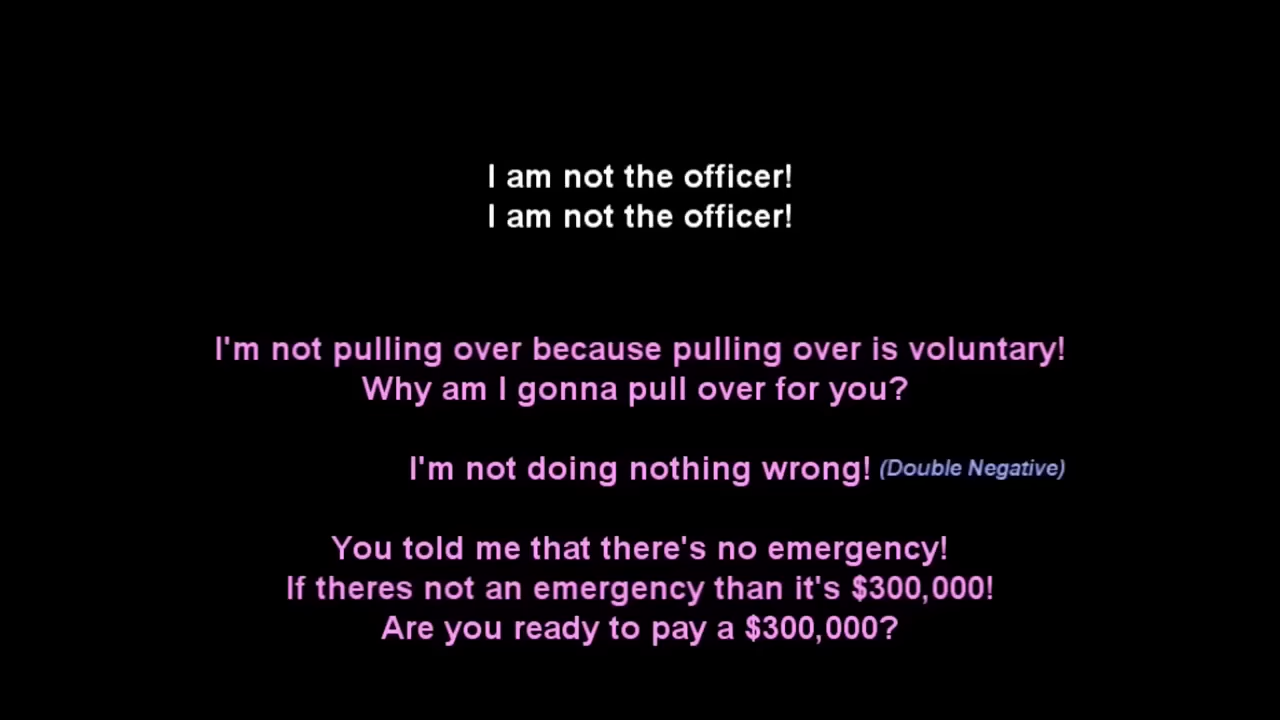 I am not the officer!
I am not the officer!
I'm not pulling over because pulling over is voluntary!
Why am I gonna pull over for you?
I'm not doing nothing wrong! (Double Negative)
You told me that there's no emergency!
If theres not an emergency than it's $300,000!
Are you ready to pay a $300,000?